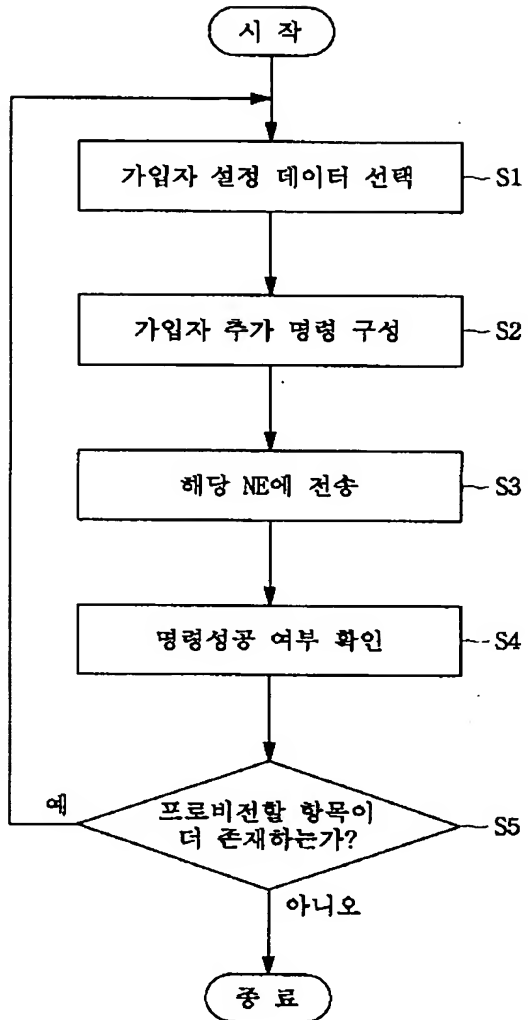 시 작
가입자 설정 데이터 선택
S1
가입자 추가 명령 구성
S2
해당 NE에 전송
S3
명령성공 여부 확인
S4
예
프로비전할 항목이
더 존재하는가?
S5
아니오
종 료